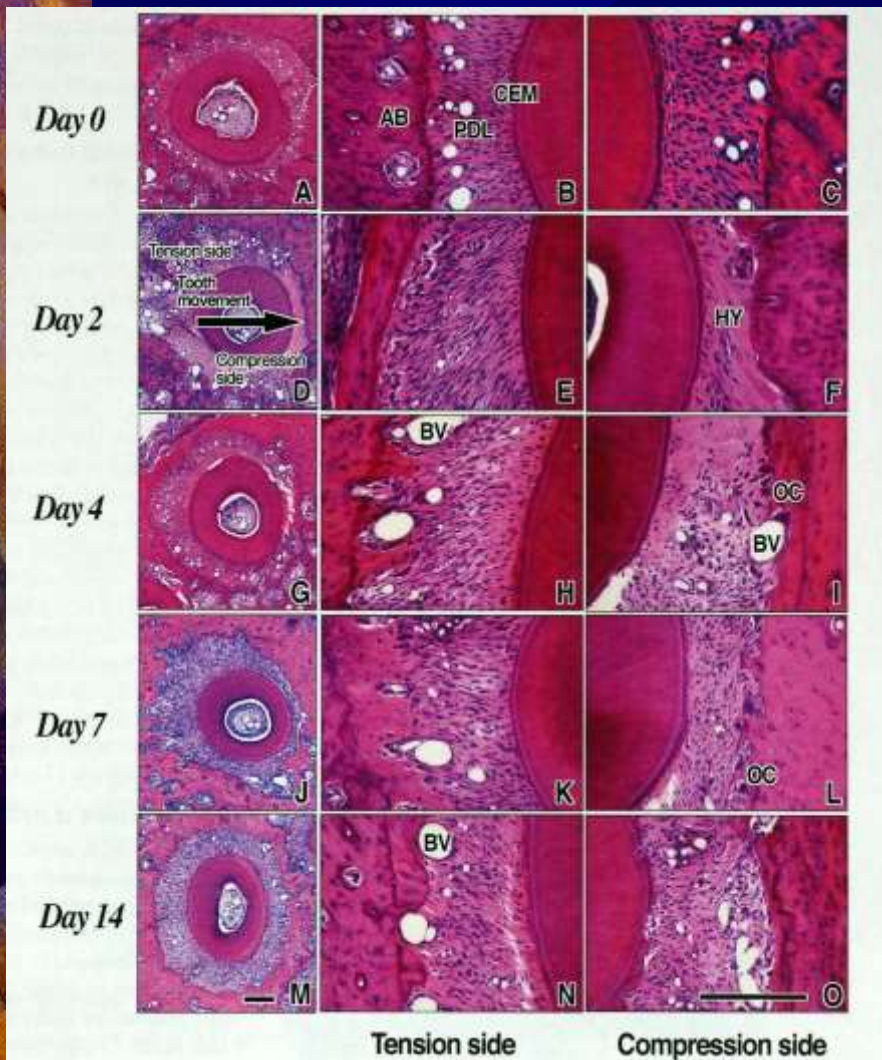 Day 0
A
AB
PDL
CEM
B
C
Day 2
Tension side
Tooth
movement
Compression
side
D
E
HY
F
Day 4
G
BV
H
OC
BV
I
Day 7
J
K
OC
L
Day 14
M
BV
N
O
Tension side
Compression side